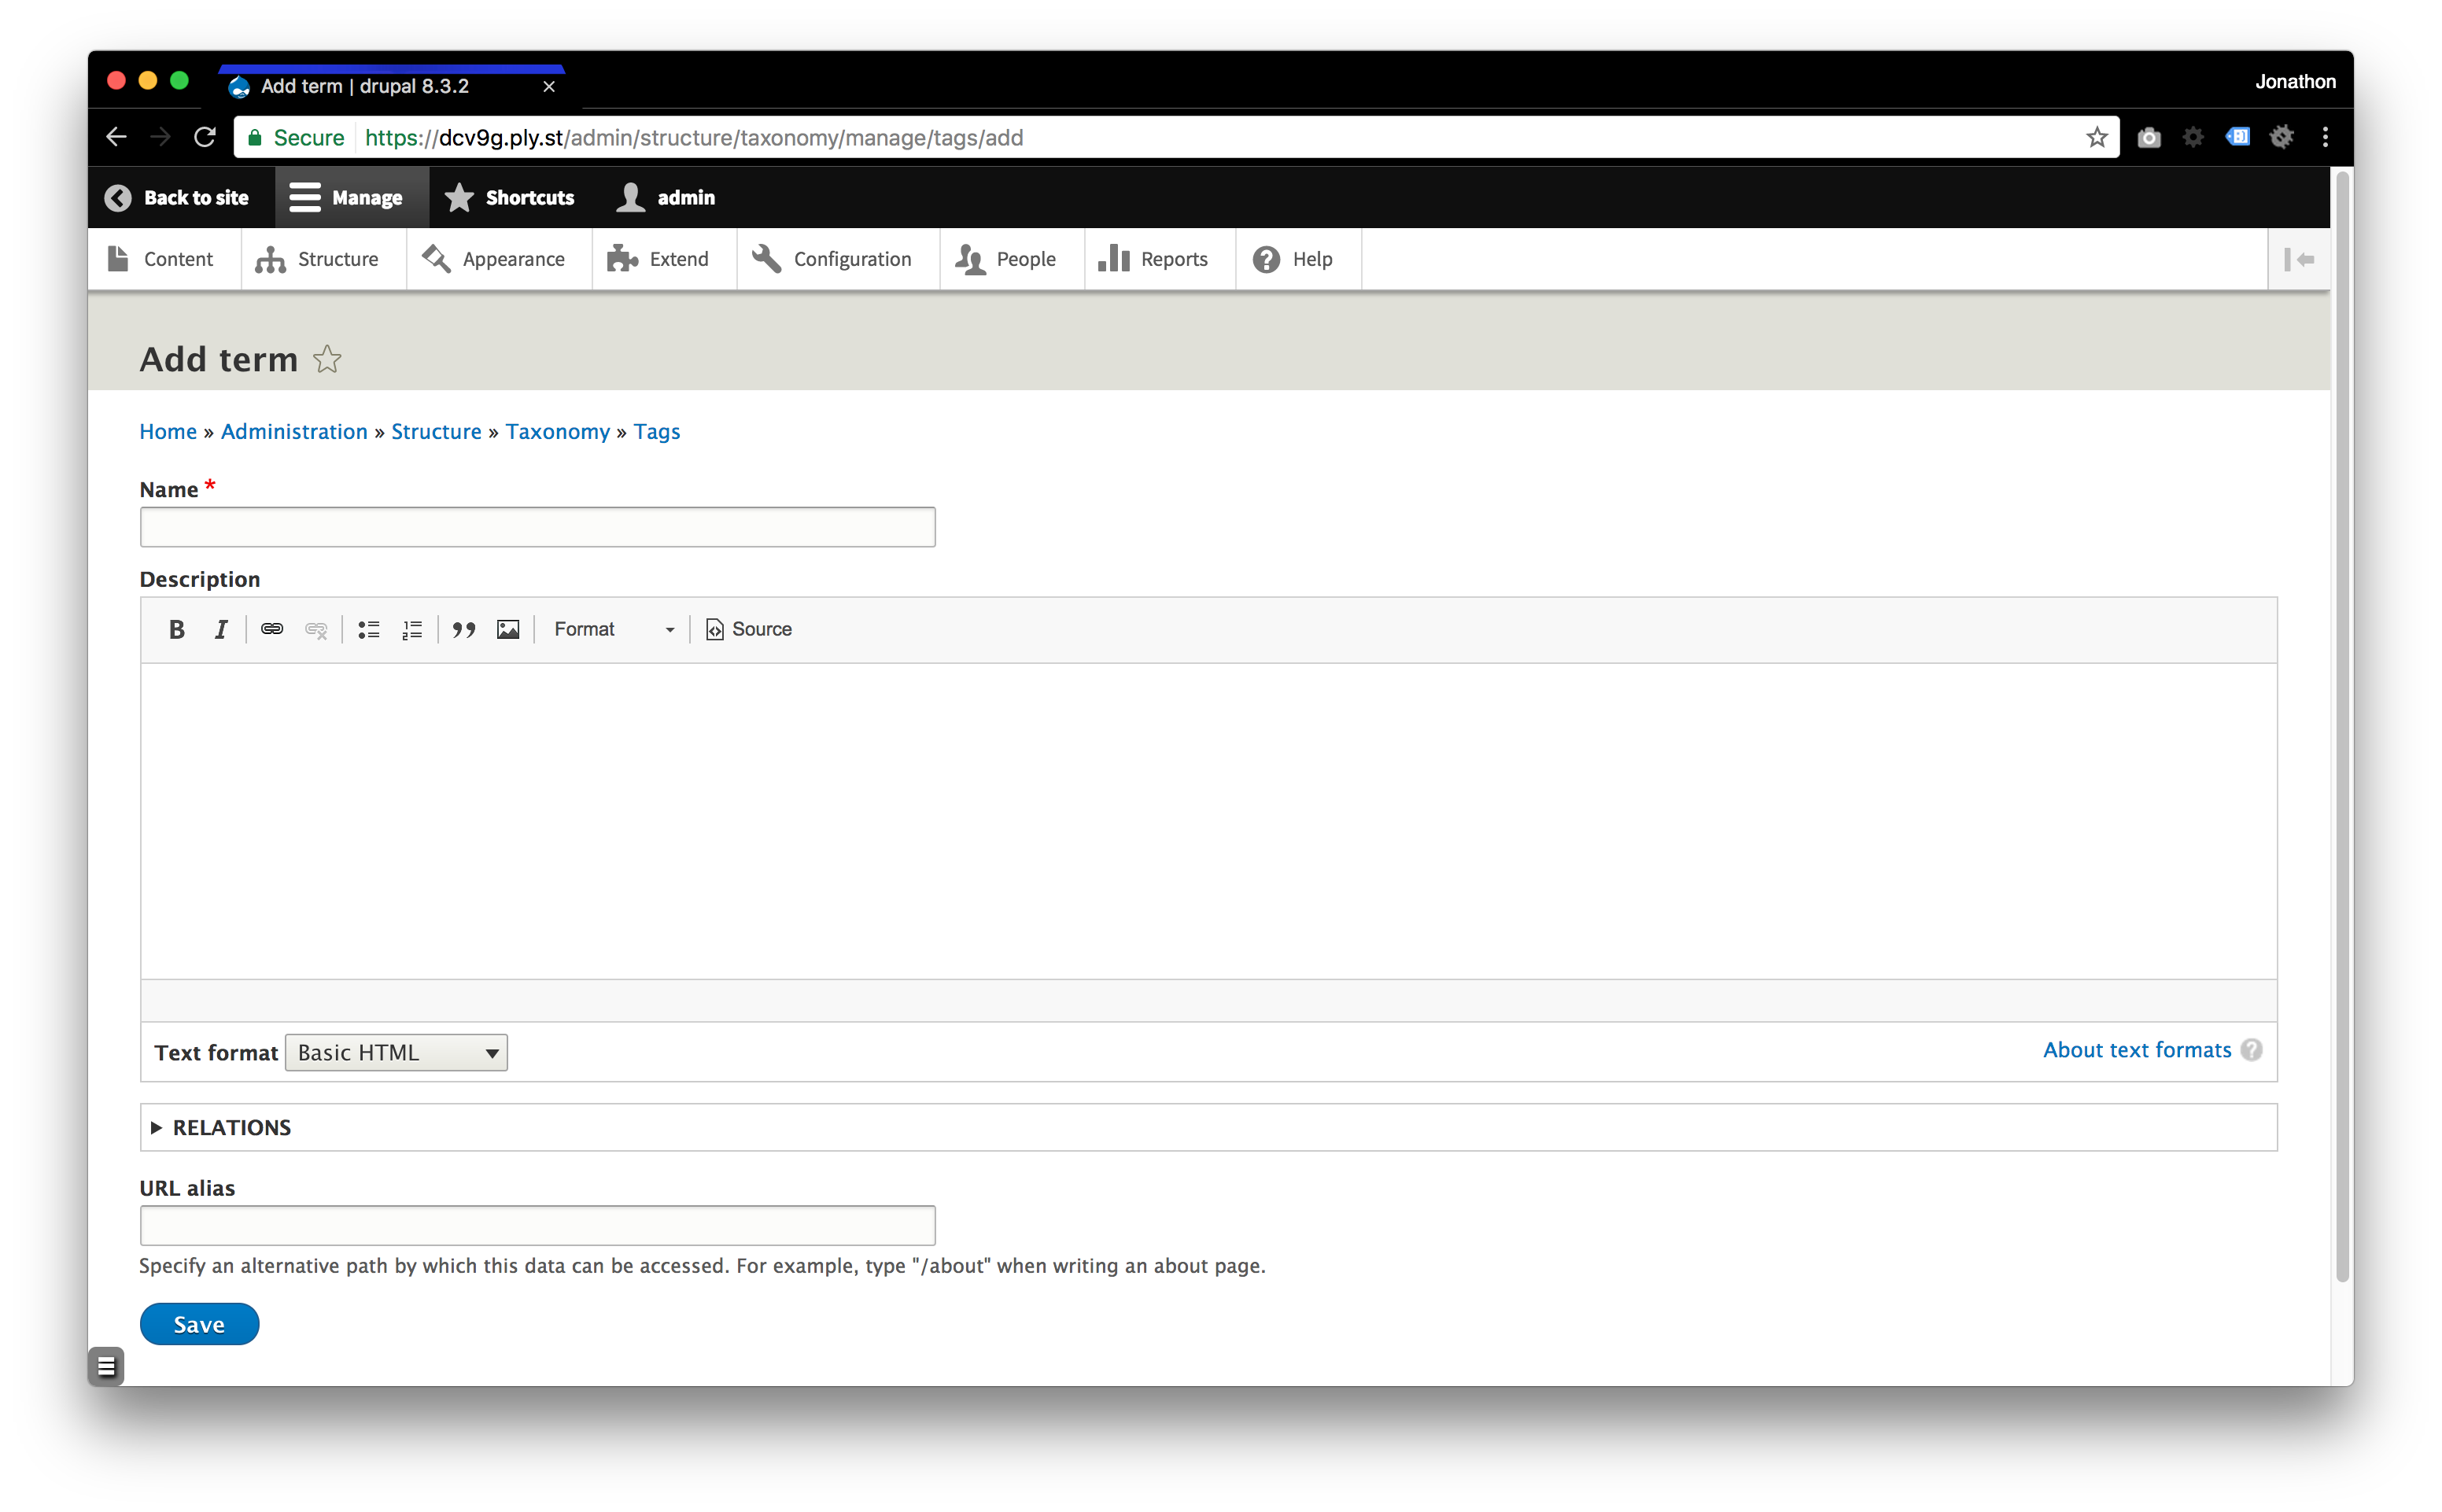 Add term | drupal 8.3.2
Jonathon
Secure https://dcv9g.ply.st/admin/structure/taxonomy/manage/tags/add
Back to site Manage Shortcuts admin
Content Structure Appearance Extend Configuration People Reports Help
Add term
Home » Administration » Structure » Taxonomy » Tags
Name *
Description
B I Format Source
Text format Basic HTML About text formats
RELATIONS
URL alias
Specify an alternative path by which this data can be accessed. For example, type "/about" when writing an about page.
Save